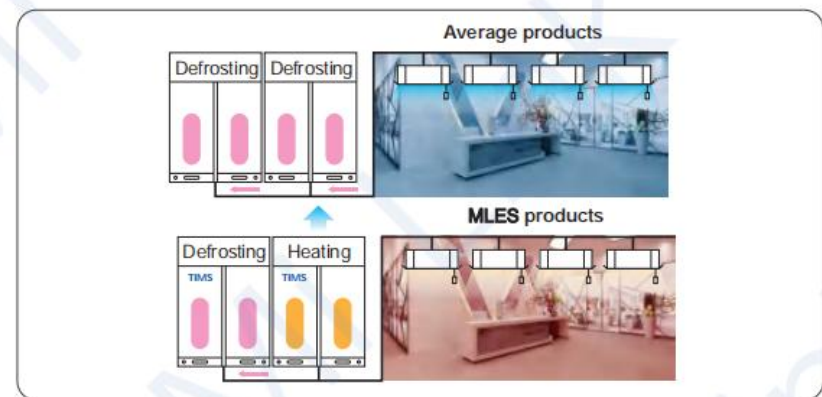 Average products
Defrosting Defrosting
MLES products
Defrosting Heating
TIMS TIMS